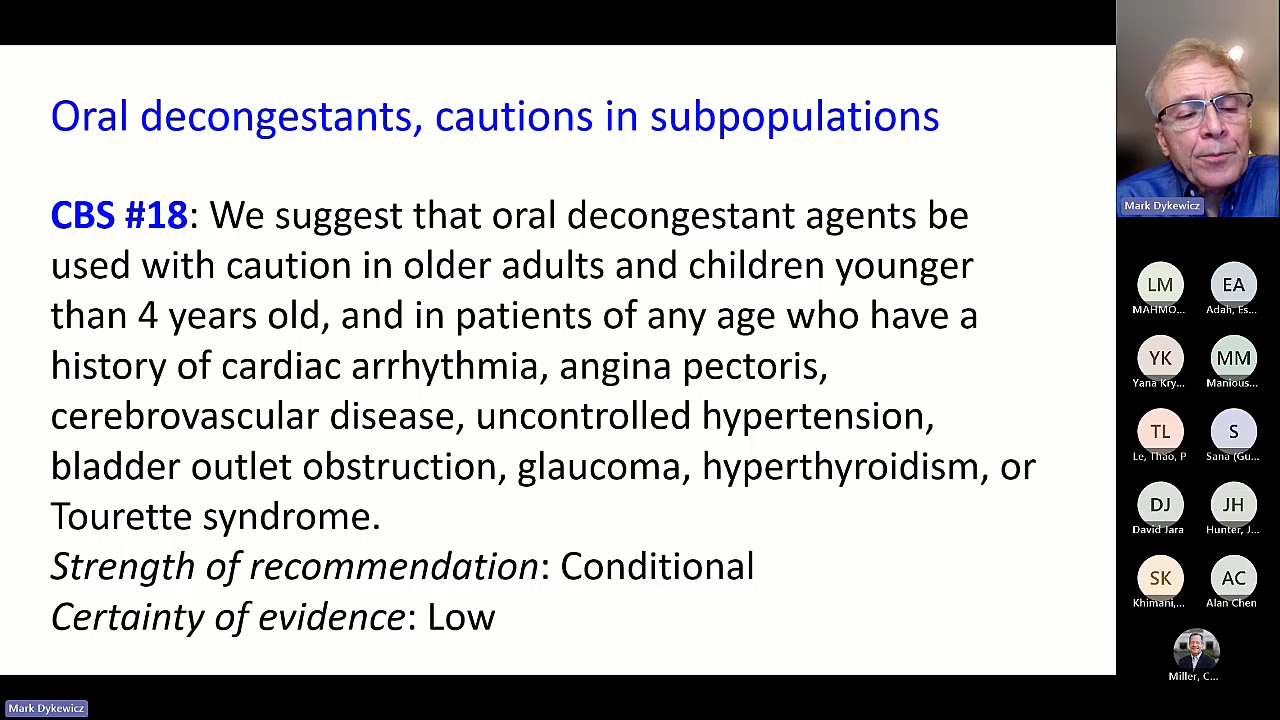 Oral decongestants, cautions in subpopulations
CBS #18: We suggest that oral decongestant agents be
used with caution in older adults and children younger
than 4 years old, and in patients of any age who have a
history of cardiac arrhythmia, angina pectoris,
cerebrovascular disease, uncontrolled hypertension,
bladder outlet obstruction, glaucoma, hyperthyroidism, or
Tourette syndrome.
Strength of recommendation: Conditional
Certainty of evidence: Low
Mark Dykewicz
LM
EA
MAHMO...
Adah, Es...
YK
MM
Yana Kry...
Manious...
TL
S
Le, Thao, P
Sana (Gu...
DJ
JH
David Jara
Hunter, J...
SK
AC
Khimani,...
Alan Chen
Miller, C...
Mark Dykewicz